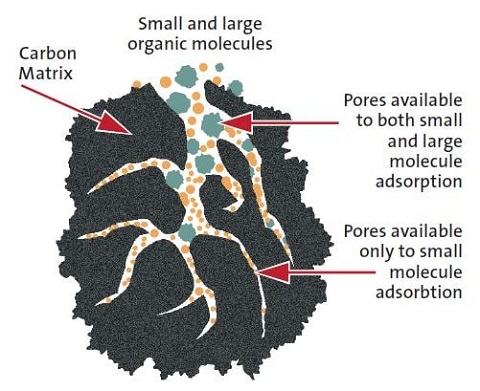 Small and large
organic molecules
Carbon
Matrix
Pores available
to both small
and large
molecule
adsorption
Pores available
only to small
molecule
adsorbtion